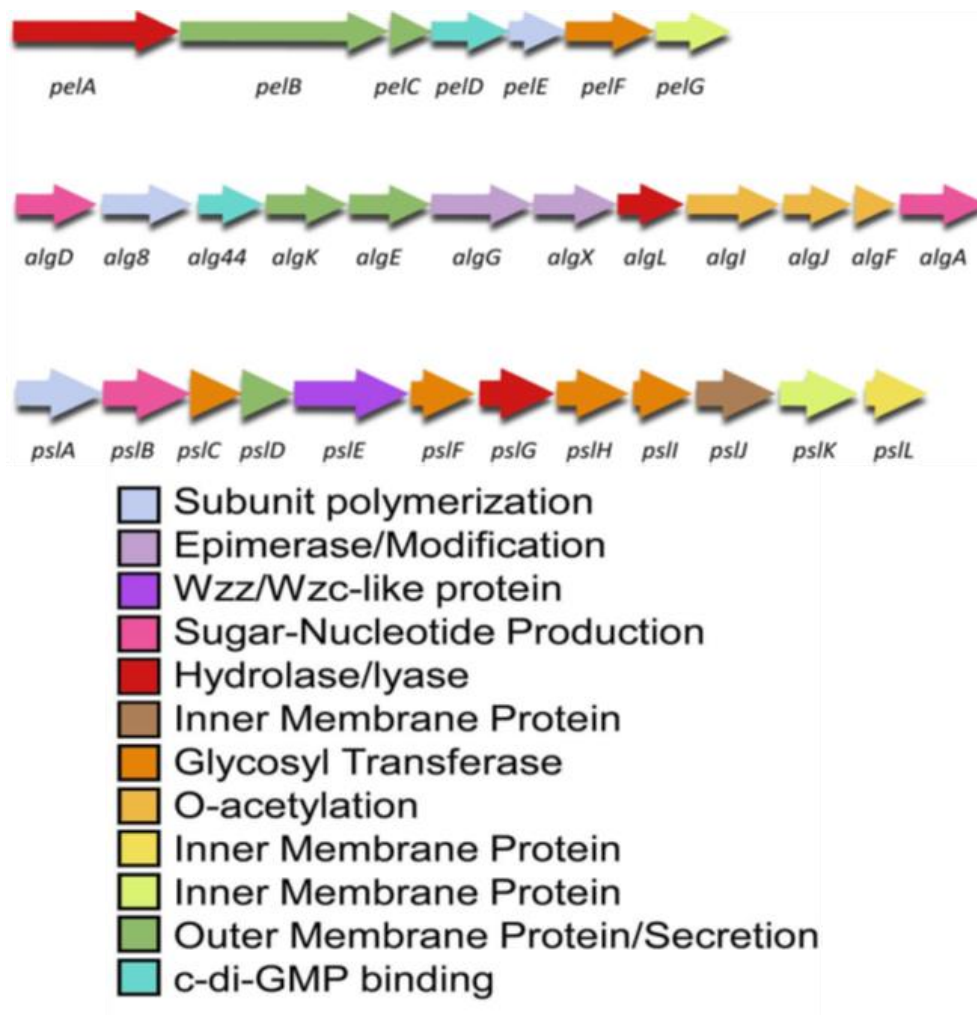 pelA pelB pelC pelD pelE pelF pelG
algD alg8 alg44 algK algE algG algX algL algI algJ algF algA
pslA pslB pslC pslD pslE pslF pslG pslH pslI pslJ pslK pslL
Subunit polymerization
Epimerase/Modification
Wzz/Wzc-like protein
Sugar-Nucleotide Production
Hydrolase/lyase
Inner Membrane Protein
Glycosyl Transferase
O-acetylation
Inner Membrane Protein
Inner Membrane Protein
Outer Membrane Protein/Secretion
c-di-GMP binding